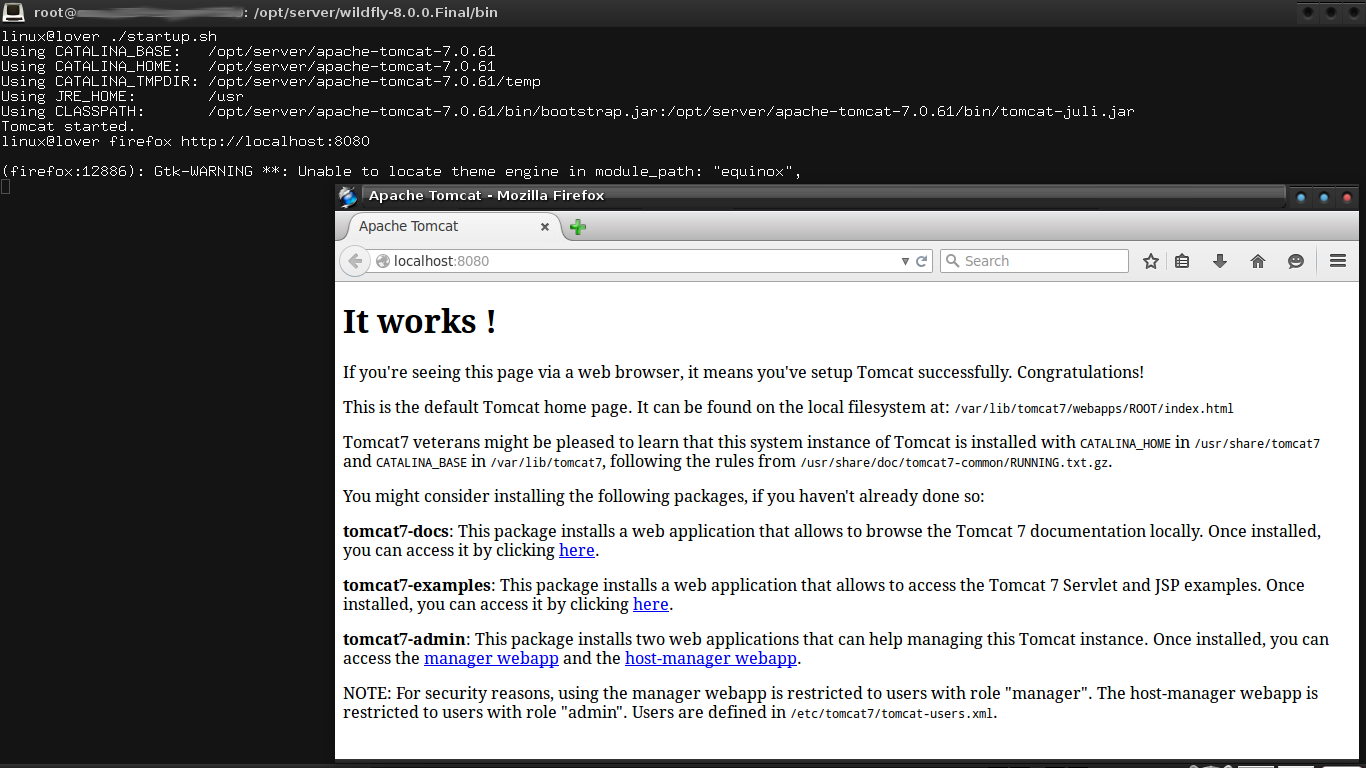 root@ : /opt/server/wildfly-8.0.0.Final/bin
linux@lover ./startup.sh
Using CATALINA_BASE:   /opt/server/apache-tomcat-7.0.61
Using CATALINA_HOME:   /opt/server/apache-tomcat-7.0.61
Using CATALINA_TMPDIR: /opt/server/apache-tomcat-7.0.61/temp
Using JRE_HOME:        /usr
Using CLASSPATH:       /opt/server/apache-tomcat-7.0.61/bin/bootstrap.jar:/opt/server/apache-tomcat-7.0.61/bin/tomcat-juli.jar
Tomcat started.
linux@lover firefox http://localhost:8080
(firefox:12886): Gtk-WARNING **: Unable to locate theme engine in module_path: "equinox",
Apache Tomcat - Mozilla Firefox
Apache Tomcat
localhost:8080
Search
It works !
If you're seeing this page via a web browser, it means you've setup Tomcat successfully. Congratulations!
This is the default Tomcat home page. It can be found on the local filesystem at: /var/lib/tomcat7/webapps/ROOT/index.html
Tomcat7 veterans might be pleased to learn that this system instance of Tomcat is installed with CATALINA_HOME in /usr/share/tomcat7
and CATALINA_BASE in /var/lib/tomcat7, following the rules from /usr/share/doc/tomcat7-common/RUNNING.txt.gz.
You might consider installing the following packages, if you haven't already done so:
tomcat7-docs: This package installs a web application that allows to browse the Tomcat 7 documentation locally. Once installed,
you can access it by clicking here.
tomcat7-examples: This package installs a web application that allows to access the Tomcat 7 Servlet and JSP examples. Once
installed, you can access it by clicking here.
tomcat7-admin: This package installs two web applications that can help managing this Tomcat instance. Once installed, you can
access the manager webapp and the host-manager webapp.
NOTE: For security reasons, using the manager webapp is restricted to users with role "manager". The host-manager webapp is
restricted to users with role "admin". Users are defined in /etc/tomcat7/tomcat-users.xml.